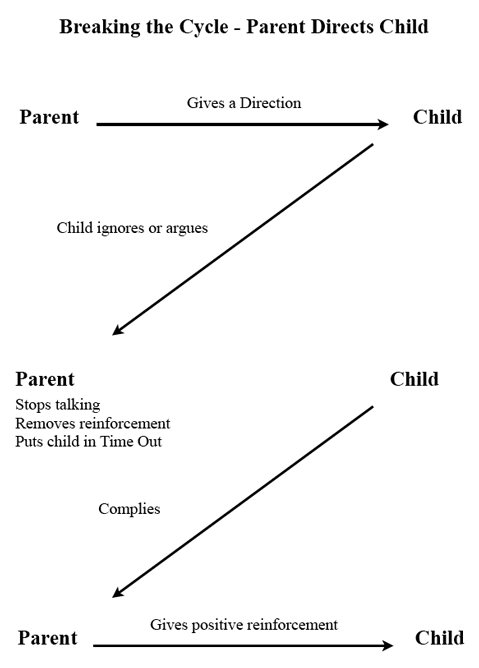 Breaking the Cycle - Parent Directs Child
Gives a Direction
Parent
Child
Child ignores or argues
Parent
Child
Stops talking
Removes reinforcement
Puts child in Time Out
Complies
Gives positive reinforcement
Parent
Child